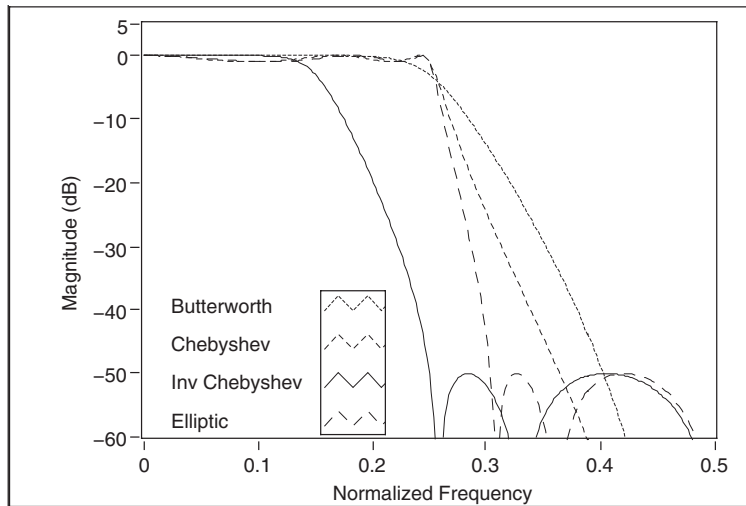 5
0
−10
−20
−30
−40
−50
−60
Magnitude (dB)
Butterworth
Chebyshev
Inv Chebyshev
Elliptic
0
0.1
0.2
0.3
0.4
0.5
Normalized Frequency